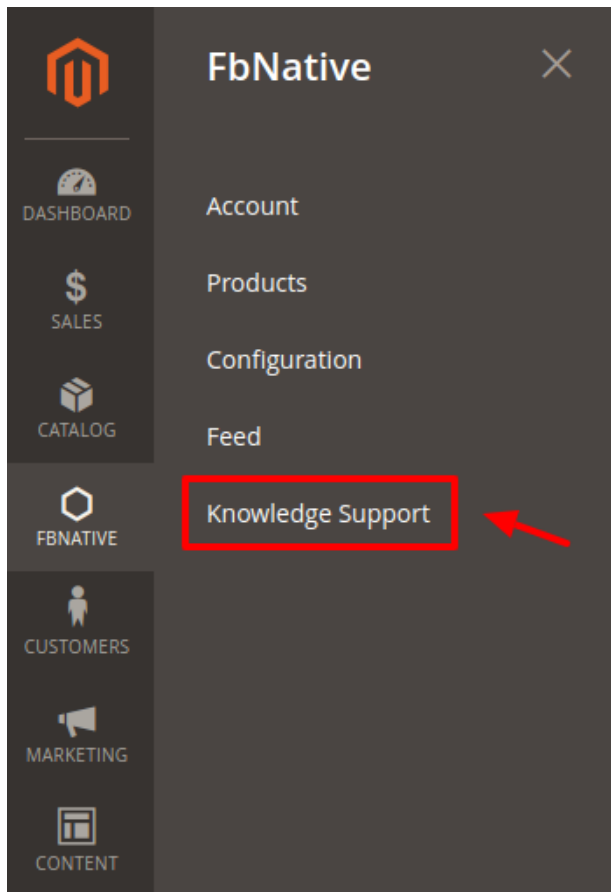 FbNative
DASHBOARD
SALES
CATALOG
FBNATIVE
CUSTOMERS
MARKETING
CONTENT
Account
Products
Configuration
Feed
Knowledge Support